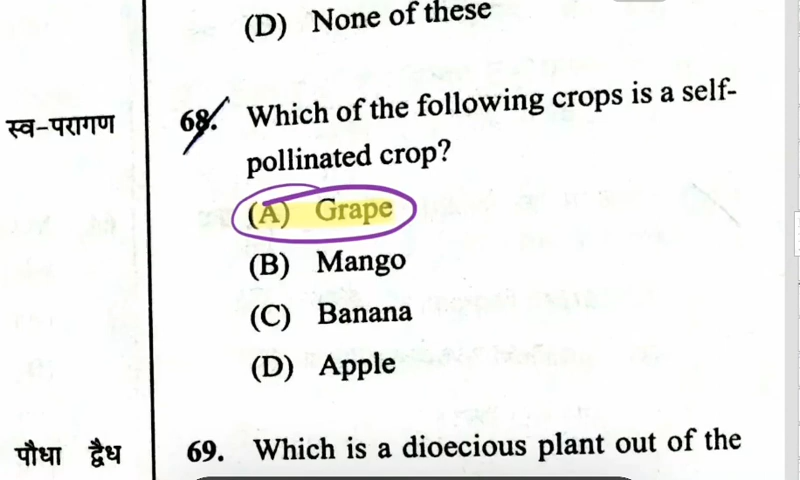 (D) None of these
स्व-परागण
68. Which of the following crops is a self-
pollinated crop?
(A) Grape
(B) Mango
(C) Banana
(D) Apple
पौधा द्वैध
69. Which is a dioecious plant out of the